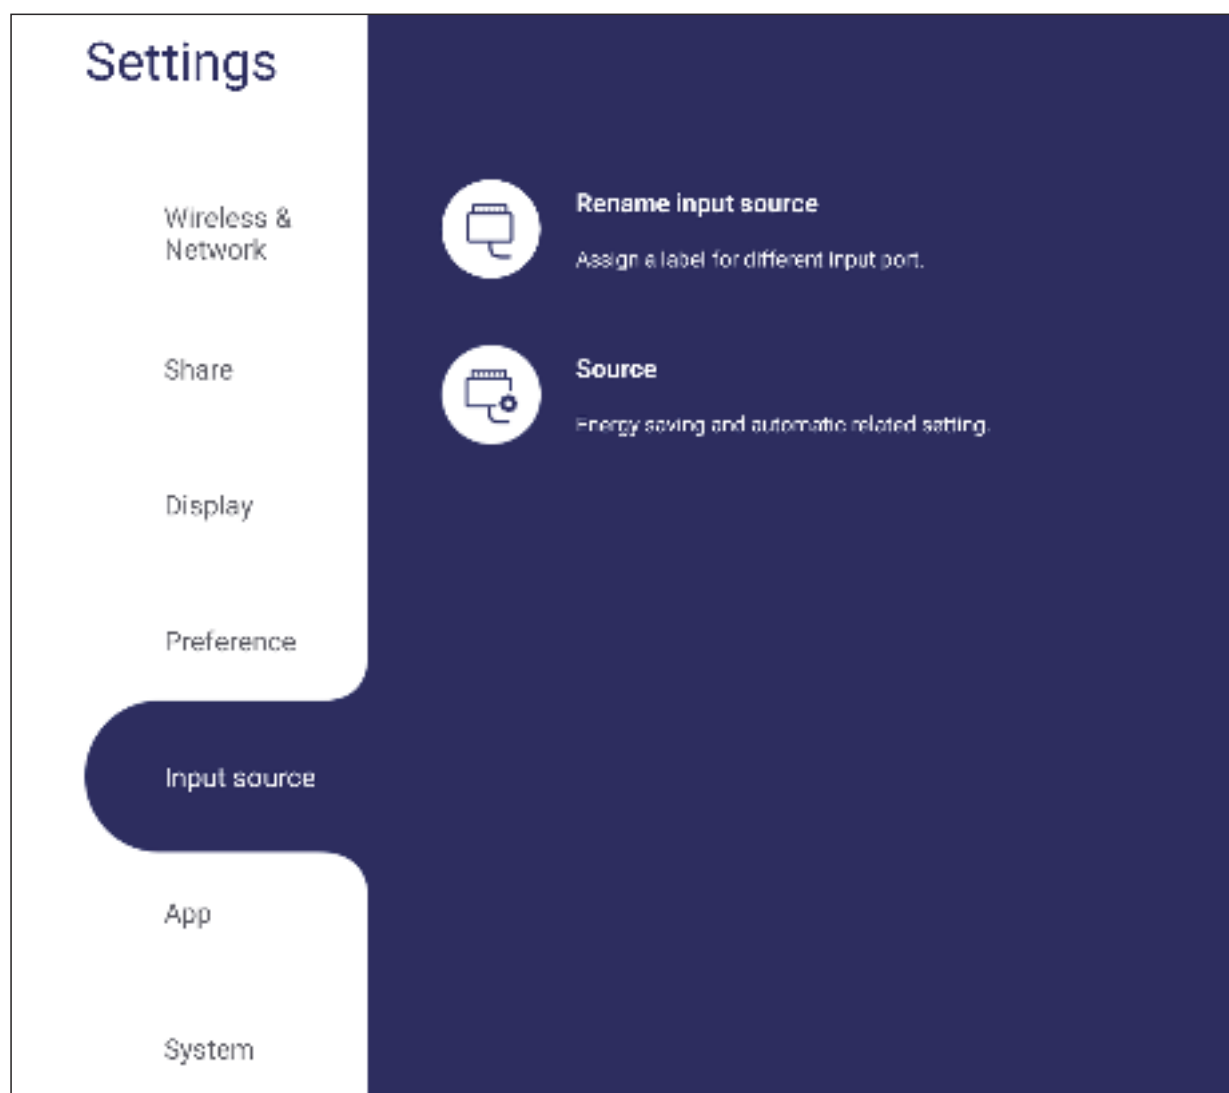 Settings
Wireless &
Network
Share
Display
Preference
Input source
App
System
Rename input source
Assign a label for different input port.
Source
Energy saving and automatic related setting.